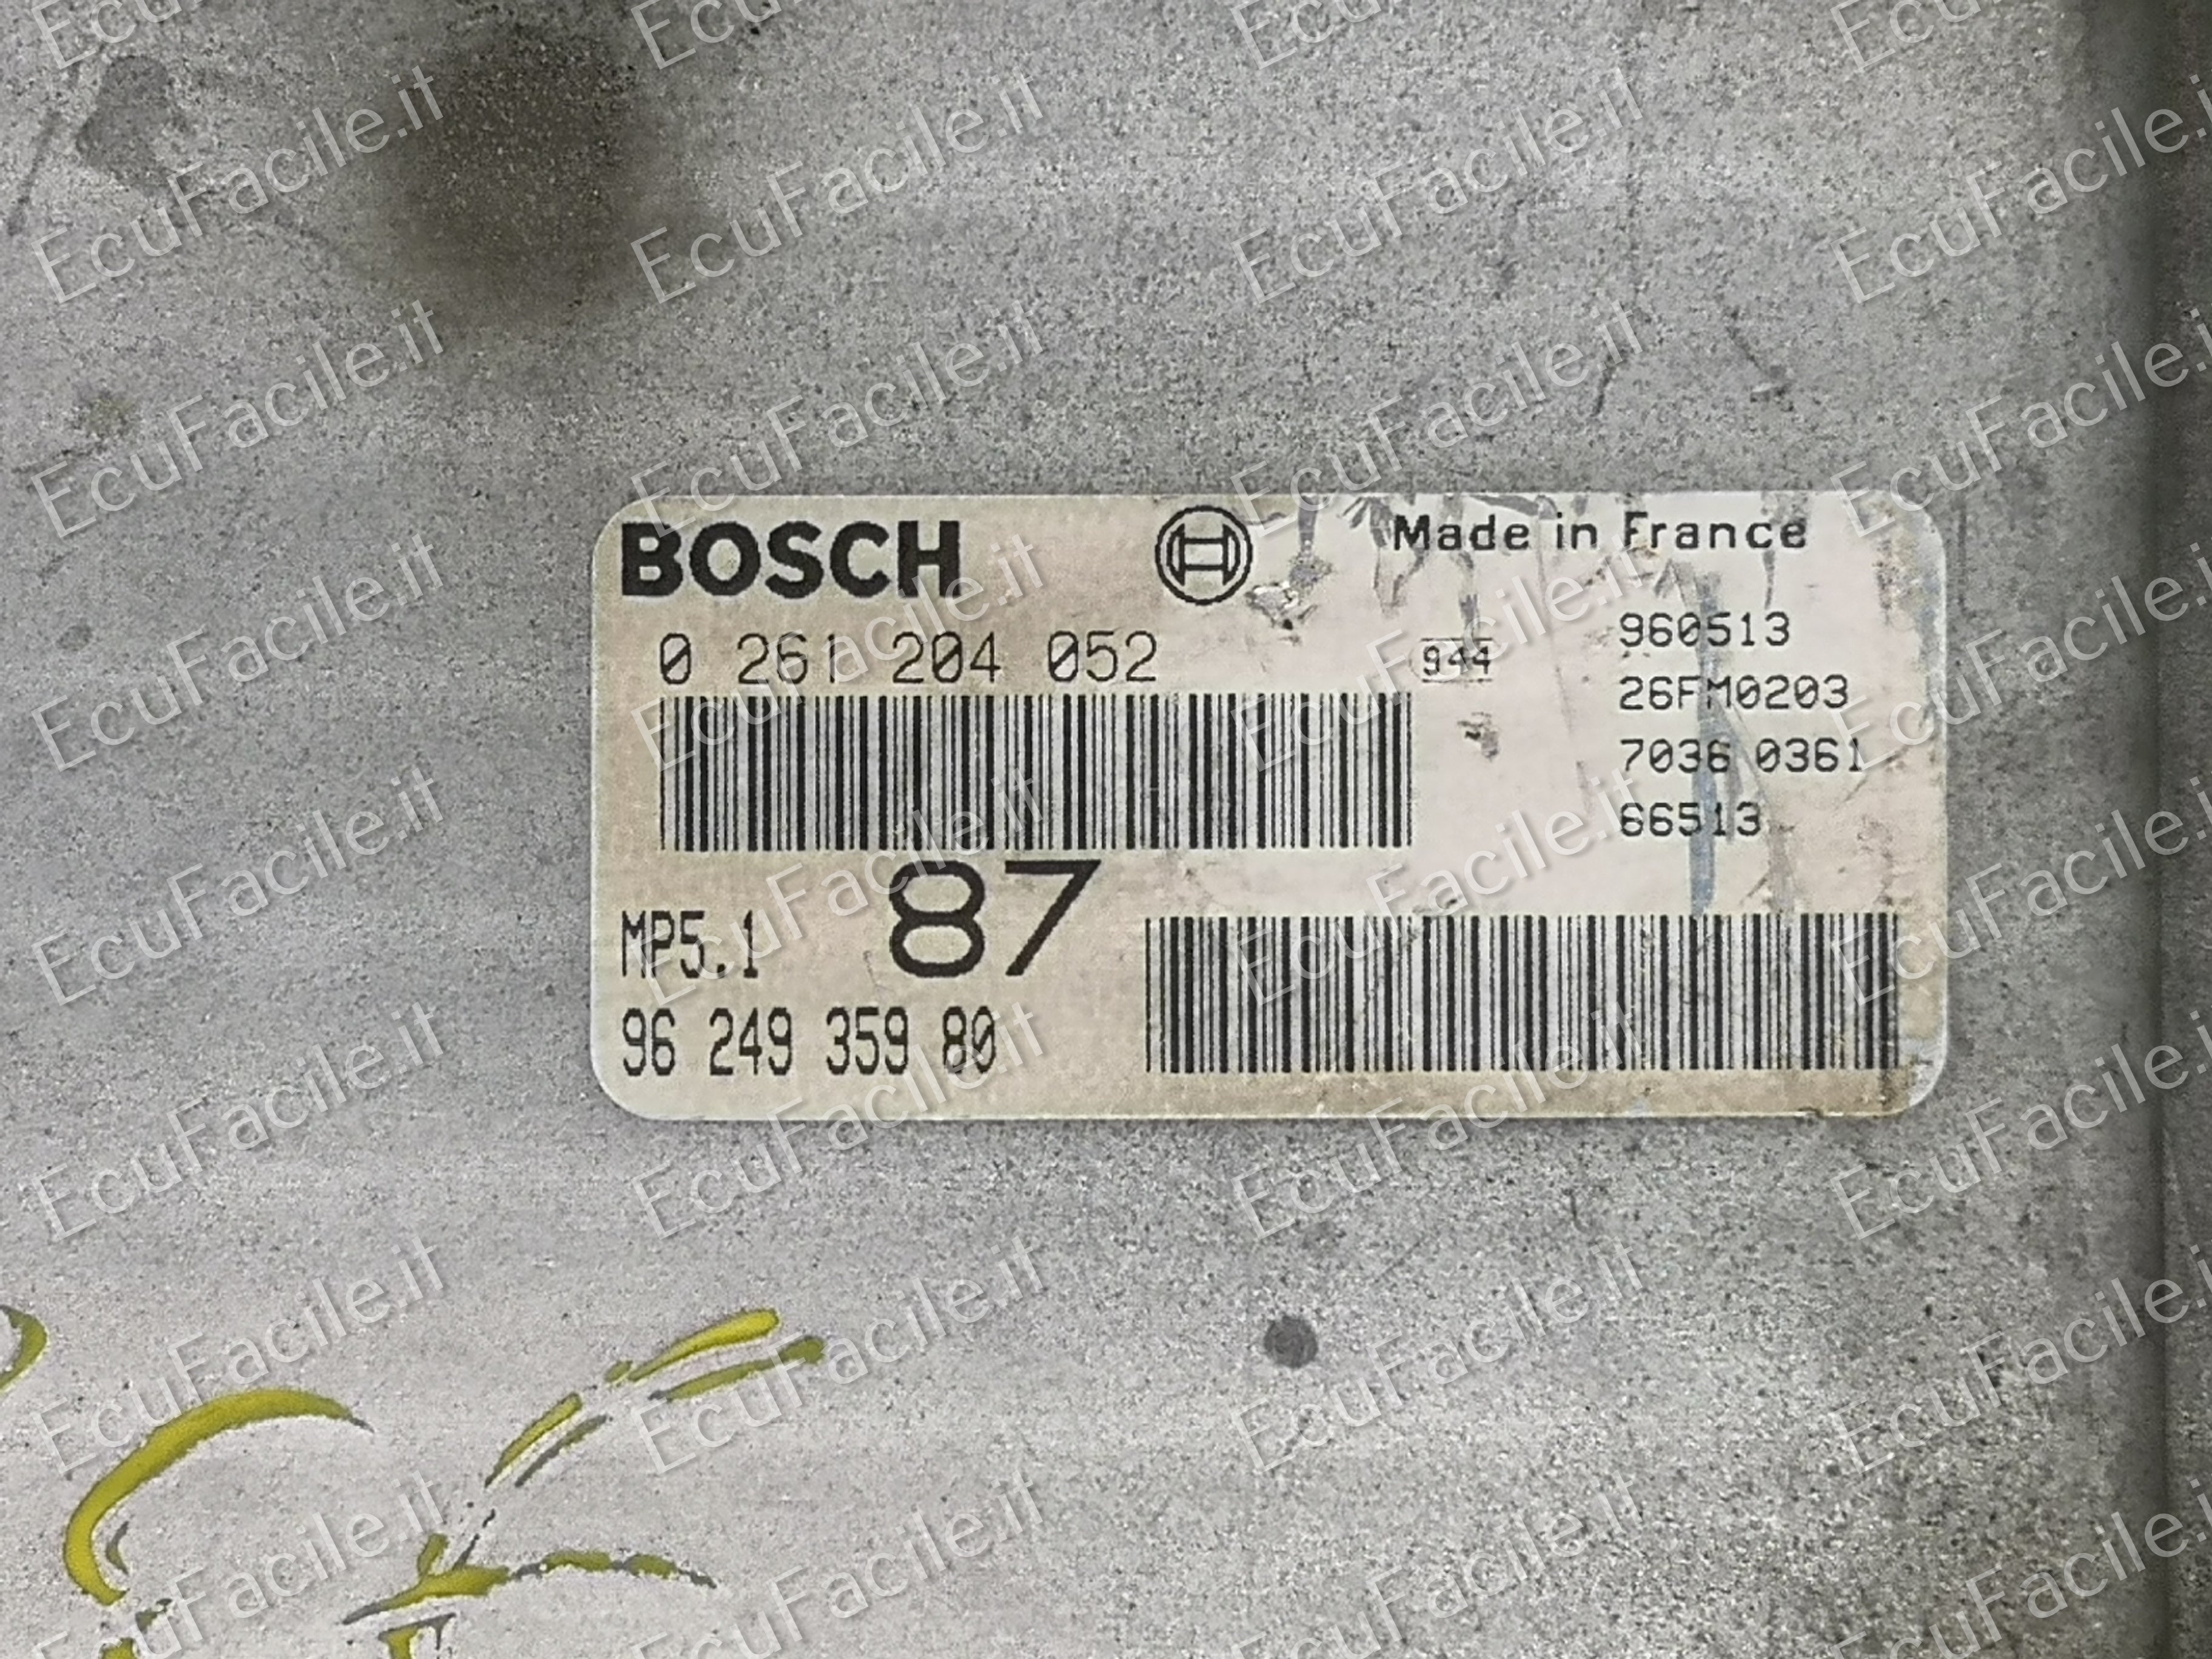 BOSCH
Made in France
0 261 204 052
944
960513
26FM0203
7036 0361
66513
MP5.1
87
96 249 359 80
EcuFacile.it